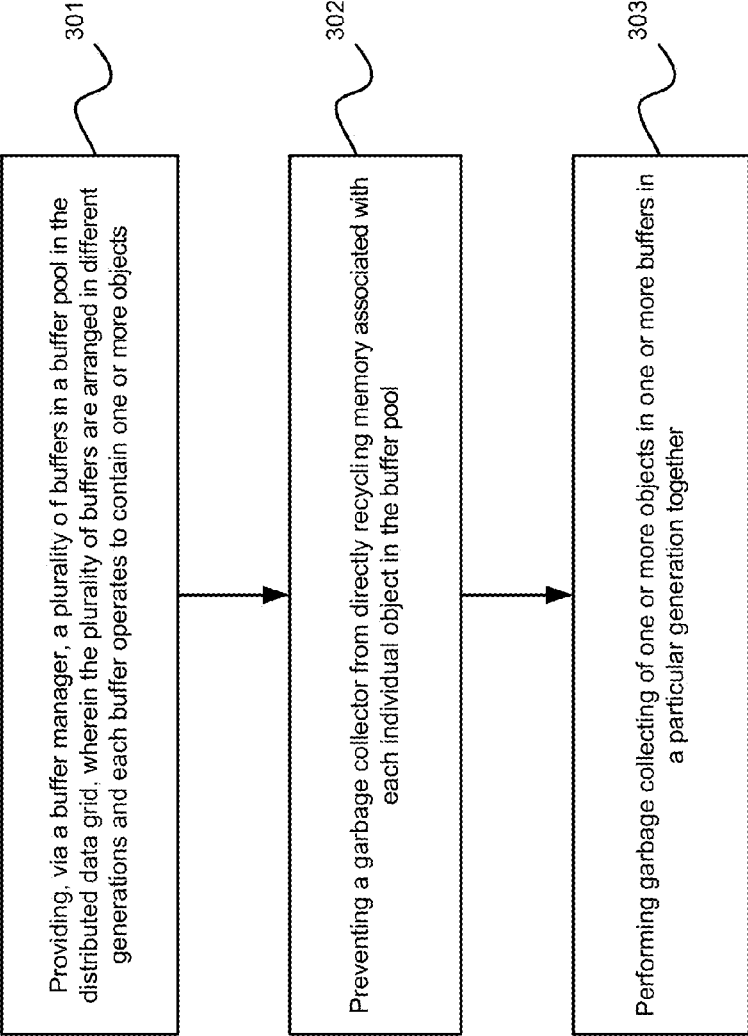 301
Providing, via a buffer manager, a plurality of buffers in a buffer pool in the
distributed data grid, wherein the plurality of buffers are arranged in different
generations and each buffer operates to contain one or more objects
302
Preventing a garbage collector from directly recycling memory associated with
each individual object in the buffer pool
303
Performing garbage collecting of one or more objects in one or more buffers in
a particular generation together